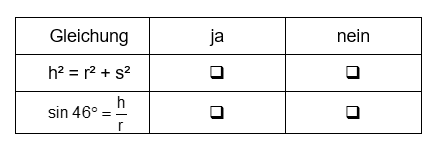 Gleichung ja nein
h² = r² + s² ❑ ❑
sin 46° = h/r ❑ ❑